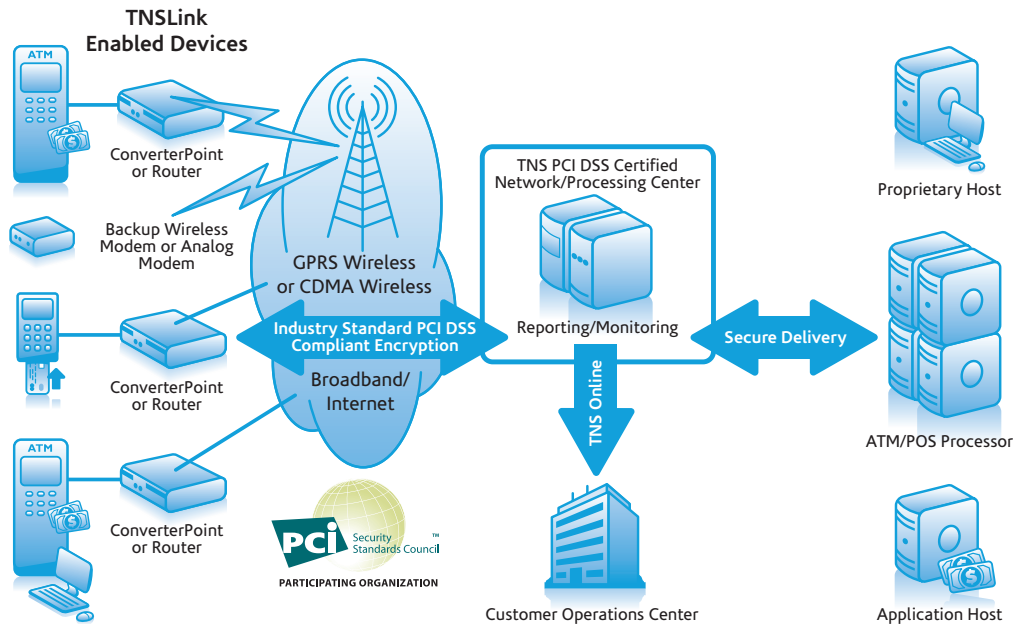 TNSLink
Enabled Devices
ATM
ConverterPoint
or Router
Backup Wireless
Modem or Analog
Modem
ConverterPoint
or Router
ATM
ConverterPoint
or Router
GPRS Wireless
or CDMA Wireless
Industry Standard PCI DSS
Compliant Encryption
Broadband/
Internet
PCi Security
Standards Council
™
PARTICIPATING ORGANIZATION
TNS PCI DSS Certified
Network/Processing Center
Reporting/Monitoring
TNS Online
Customer Operations Center
Secure Delivery
Proprietary Host
ATM/POS Processor
Application Host